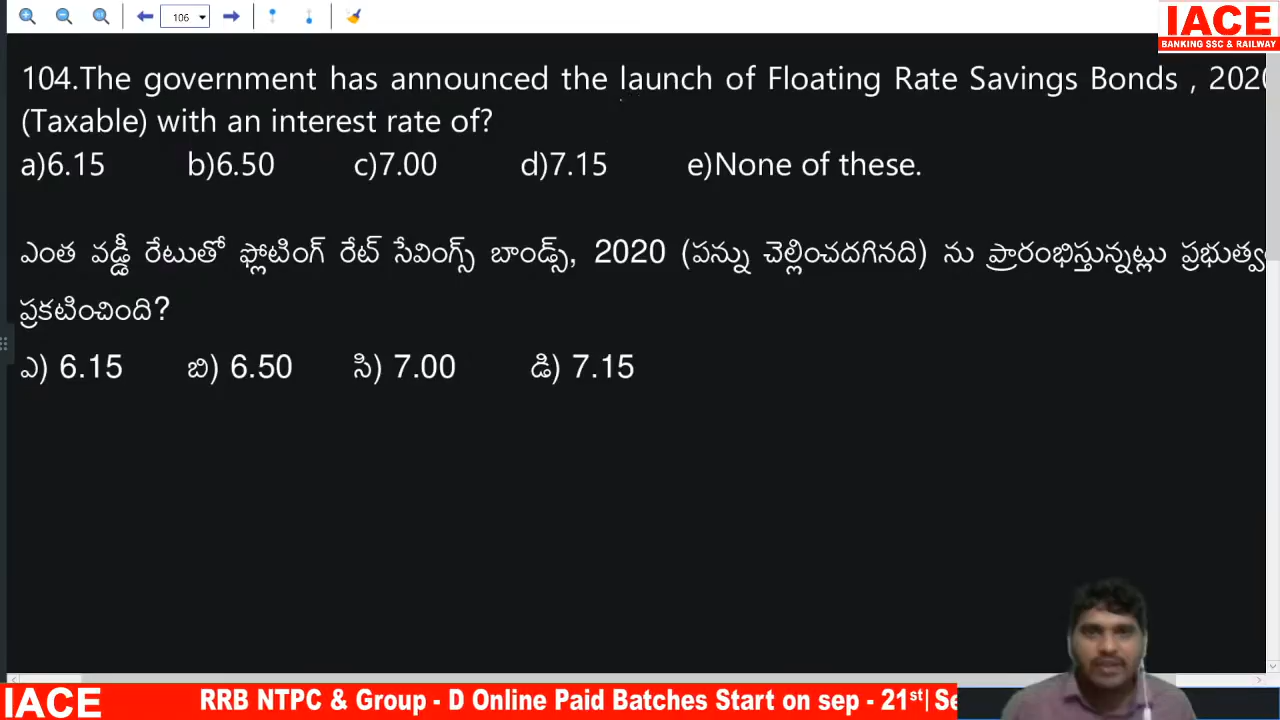 106
IACE
BANKING SSC & RAILWAY
104.The government has announced the launch of Floating Rate Savings Bonds , 2020
(Taxable) with an interest rate of?
a)6.15 b)6.50 c)7.00 d)7.15 e)None of these.
ఎంత వడ్డీ రేటుతో ఫ్లోటింగ్ రేట్ సేవింగ్స్ బాండ్స్, 2020 (పన్ను చెల్లించదగినది) ను ప్రారంభిస్తున్నట్లు ప్రభుత్వం
ప్రకటించింది?
ఎ) 6.15 బి) 6.50 సి) 7.00 డి) 7.15
IACE RRB NTPC & Group - D Online Paid Batches Start on sep - 21st| Se